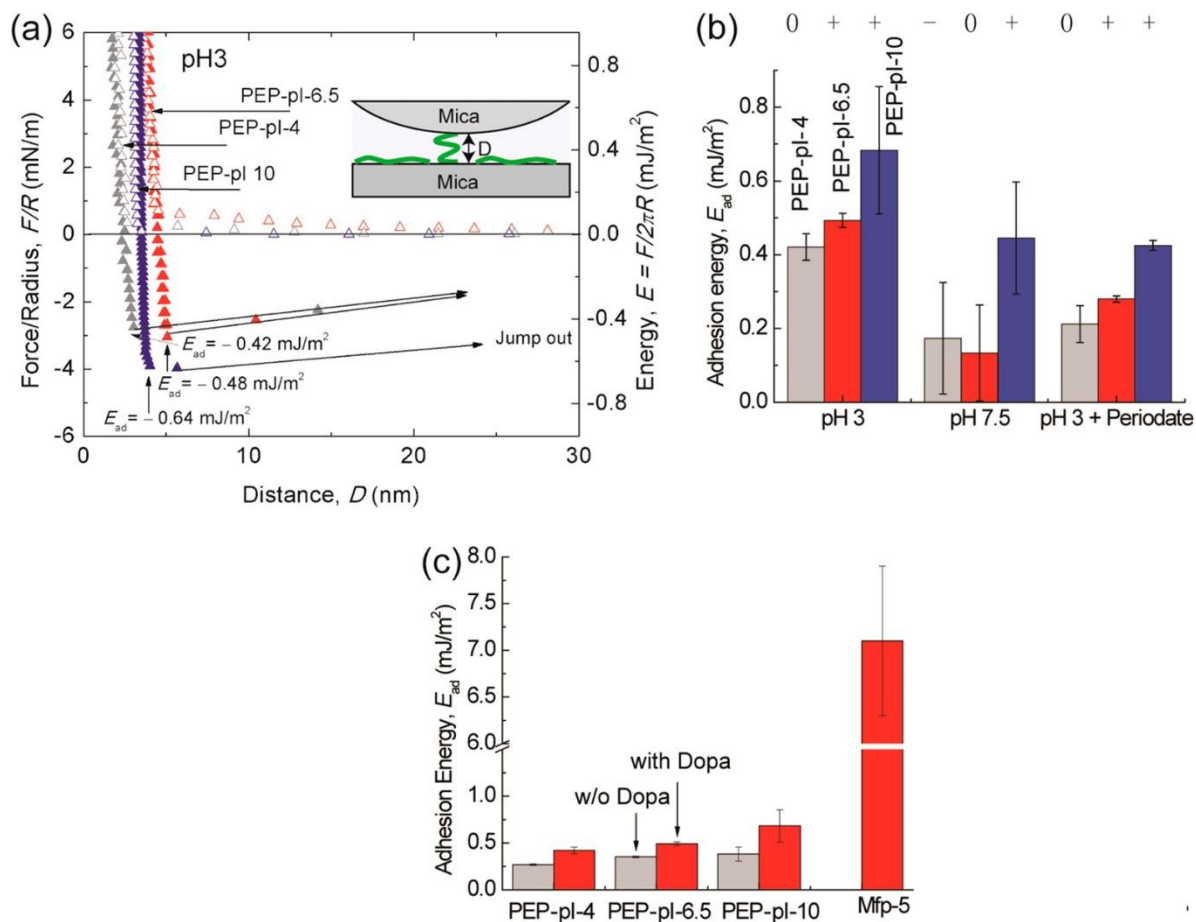 (a)
pH3
PEP-pI-6.5
PEP-pI-4
PEP-pI 10
Mica
D
Mica
6
4
2
0
-2
-4
-6
Force/Radius, F/R (mN/m)
0.8
0.4
0.0
-0.4
-0.8
Energy, E = F/2πR (mJ/m²)
Jump out
E_ad = − 0.42 mJ/m²
E_ad = − 0.48 mJ/m²
E_ad = − 0.64 mJ/m²
0 10 20 30
Distance, D (nm)
(b)
0 + + − 0 + 0 + +
PEP-pI-4
PEP-pI-6.5
PEP-pI-10
0.8
0.6
0.4
0.2
0.0
Adhesion energy, E_ad (mJ/m²)
pH 3 pH 7.5 pH 3 + Periodate
(c)
8.0
7.5
7.0
6.5
6.0
1.0
0.5
0.0
Adhesion Energy, E_ad (mJ/m²)
with Dopa
w/o Dopa
PEP-pI-4 PEP-pI-6.5 PEP-pI-10 Mfp-5